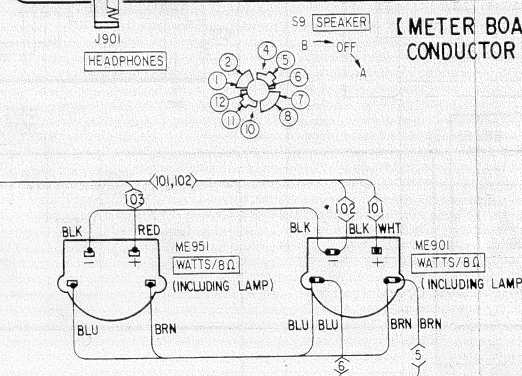 J901
HEADPHONES
S9 SPEAKER
B OFF
A
[METER BOA
CONDUCTOR
4
2 5
1 6
12 7
11 8
10
101,102
103 102 101
BLK RED BLK BLK WHT
ME951
WATTS/8Ω
(INCLUDING LAMP)
ME901
WATTS/8Ω
(INCLUDING LAMP
- + - +
BLU BRN BLU BLU BRN BRN
6 5